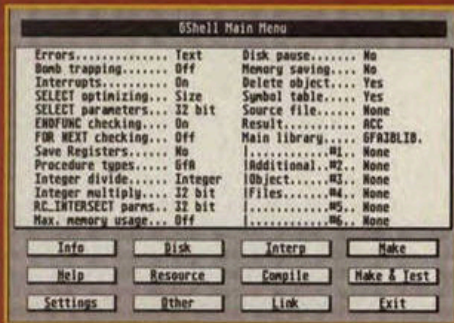 GShell Main Menu
Errors.............. Text
Bomb trapping....... Off
Interrupts.......... On
SELECT optimizing... Size
SELECT parameters... 32 bit
ENDFUNC checking.... On
FOR NEXT checking... Off
Save Registers...... No
Procedure types..... GfA
Integer divide...... Integer
Integer multiply.... 32 bit
RC_INTERSECT parms.. 32 bit
Max. memory usage... Off
Disk pause....... No
Memory saving.... No
Delete object.... Yes
Symbol table..... Yes
Source file...... None
Result........... ACC
Main library..... GFA3BLIB.
|............#1.. None
|Additional..#2.. None
|Object......#3.. None
|Files.......#4.. None
|............#5.. None
|............#6.. None
Info
Disk
Interp
Make
Help
Resource
Compile
Make & Test
Settings
Other
Link
Exit